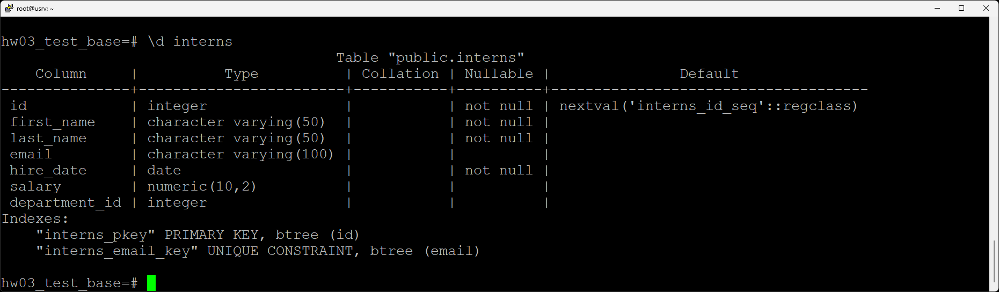 root@usrv: ~
hw03_test_base=# \d interns
                                       Table "public.interns"
    Column     |          Type          | Collation | Nullable |               Default
---------------+------------------------+-----------+----------+-------------------------------------
 id            | integer                |           | not null | nextval('interns_id_seq'::regclass)
 first_name    | character varying(50)  |           | not null |
 last_name     | character varying(50)  |           | not null |
 email         | character varying(100) |           |          |
 hire_date     | date                   |           | not null |
 salary        | numeric(10,2)          |           |          |
 department_id | integer                |           |          |
Indexes:
    "interns_pkey" PRIMARY KEY, btree (id)
    "interns_email_key" UNIQUE CONSTRAINT, btree (email)
hw03_test_base=#